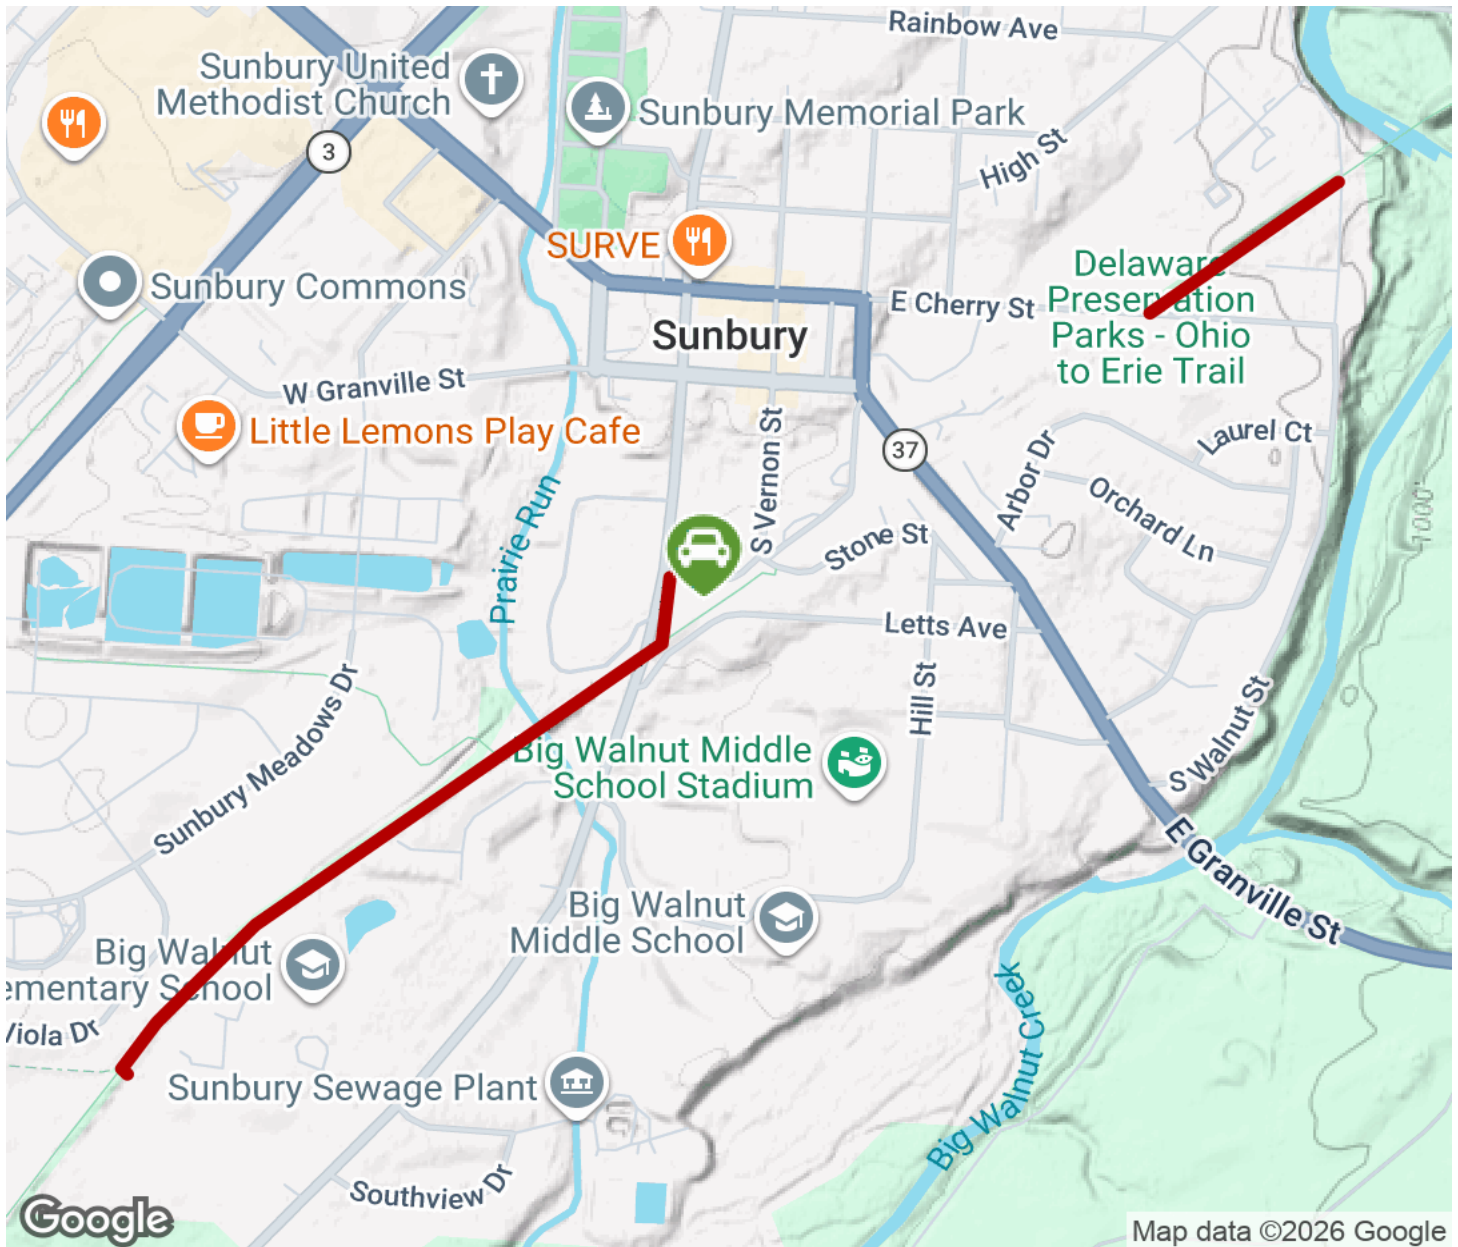 Rainbow Ave
Sunbury United
Methodist Church
Sunbury Memorial Park
3
High St
SURVE
Delaware
Preservation
Parks - Ohio
to Erie Trail
Sunbury Commons
E Cherry St
Sunbury
W Granville St
Little Lemons Play Cafe
S Vernon St
37
Arbor Dr
Laurel Ct
Orchard Ln
1000'
Prairie Run
Stone St
Letts Ave
Hill St
Sunbury Meadows Dr
S Walnut St
Big Walnut Middle
School Stadium
E Granville St
Big Walnut
Middle School
Big Walnut
ementary School
Viola Dr
Big Walnut Creek
Sunbury Sewage Plant
Southview Dr
Google
Map data ©2026 Google